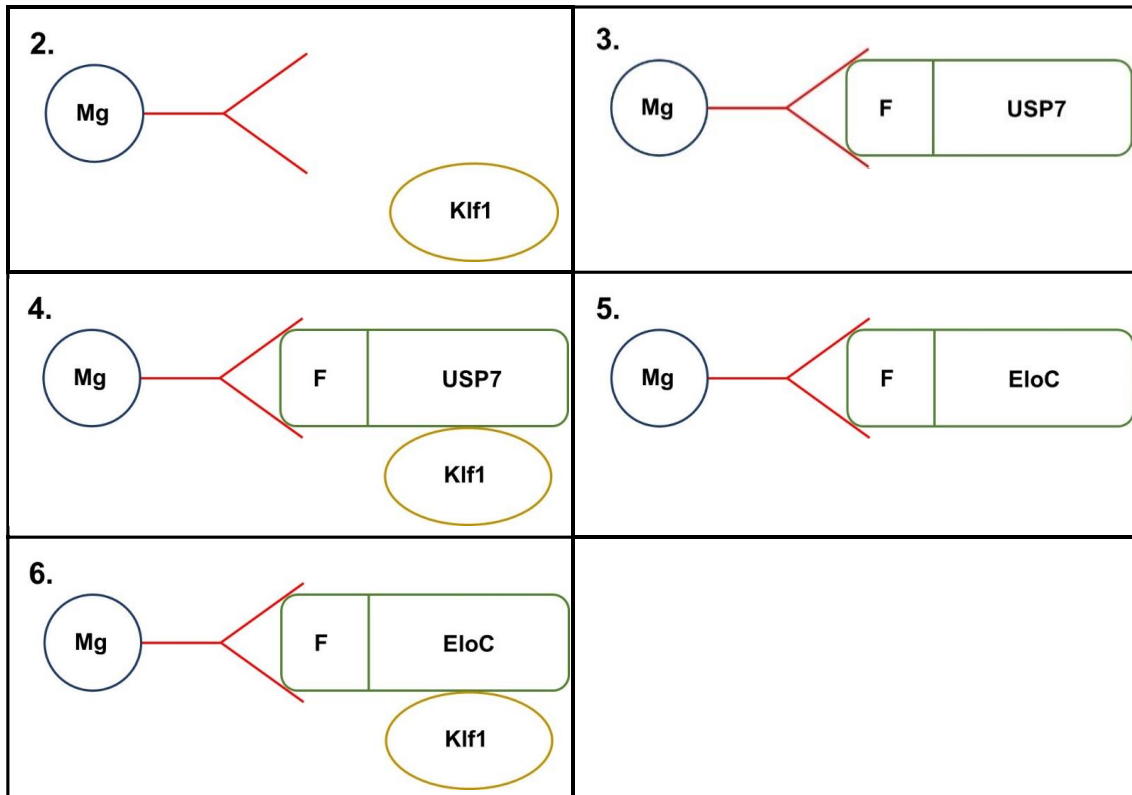 2.
Mg
Klf1
3.
Mg
F USP7
4.
Mg
F USP7
Klf1
5.
Mg
F EloC
6.
Mg
F EloC
Klf1